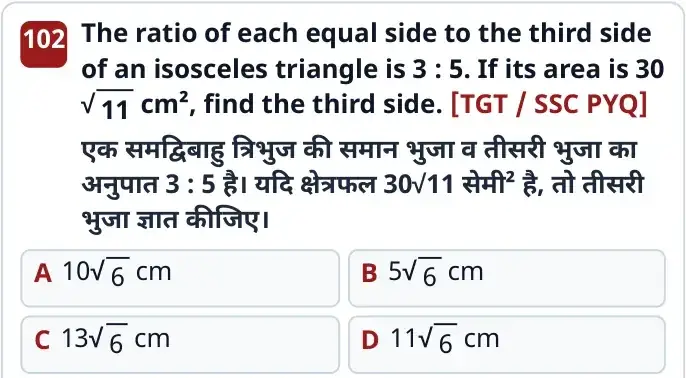 102 The ratio of each equal side to the third side
of an isosceles triangle is 3 : 5. If its area is 30
√11 cm², find the third side. [TGT / SSC PYQ]
एक समद्विबाहु त्रिभुज की समान भुजा व तीसरी भुजा का
अनुपात 3 : 5 है। यदि क्षेत्रफल 30√11 सेमी² है, तो तीसरी
भुजा ज्ञात कीजिए।
A 10√6 cm
B 5√6 cm
C 13√6 cm
D 11√6 cm